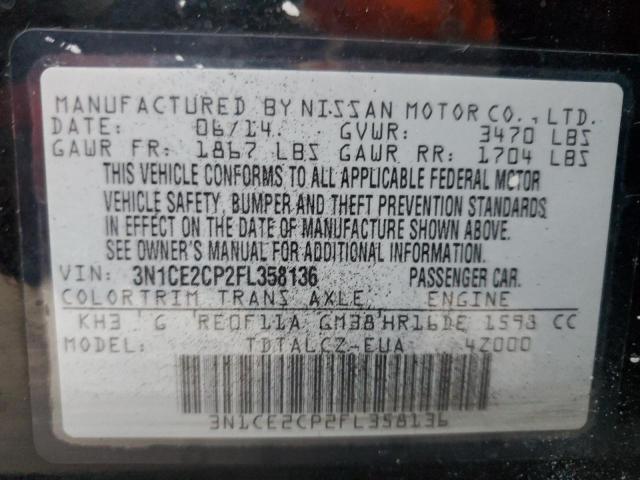 MANUFACTURED BY NISSAN MOTOR CO., LTD.
DATE: 06/14 GVWR: 3470 LBS
GAWR FR: 1867 LBS GAWR RR: 1704 LBS
THIS VEHICLE CONFORMS TO ALL APPLICABLE FEDERAL MOTOR
VEHICLE SAFETY, BUMPER AND THEFT PREVENTION STANDARDS
IN EFFECT ON THE DATE OF MANUFACTURE SHOWN ABOVE.
SEE OWNER'S MANUAL FOR ADDITIONAL INFORMATION.
VIN: 3N1CE2CP2FL358136 PASSENGER CAR.
COLOR TRIM TRANS AXLE ENGINE
KH3 G RE0F11A GM38 HR16DE 1598 CC
MODEL: TDTALCZ-EUA 4Z000
3N1CE2CP2FL358136